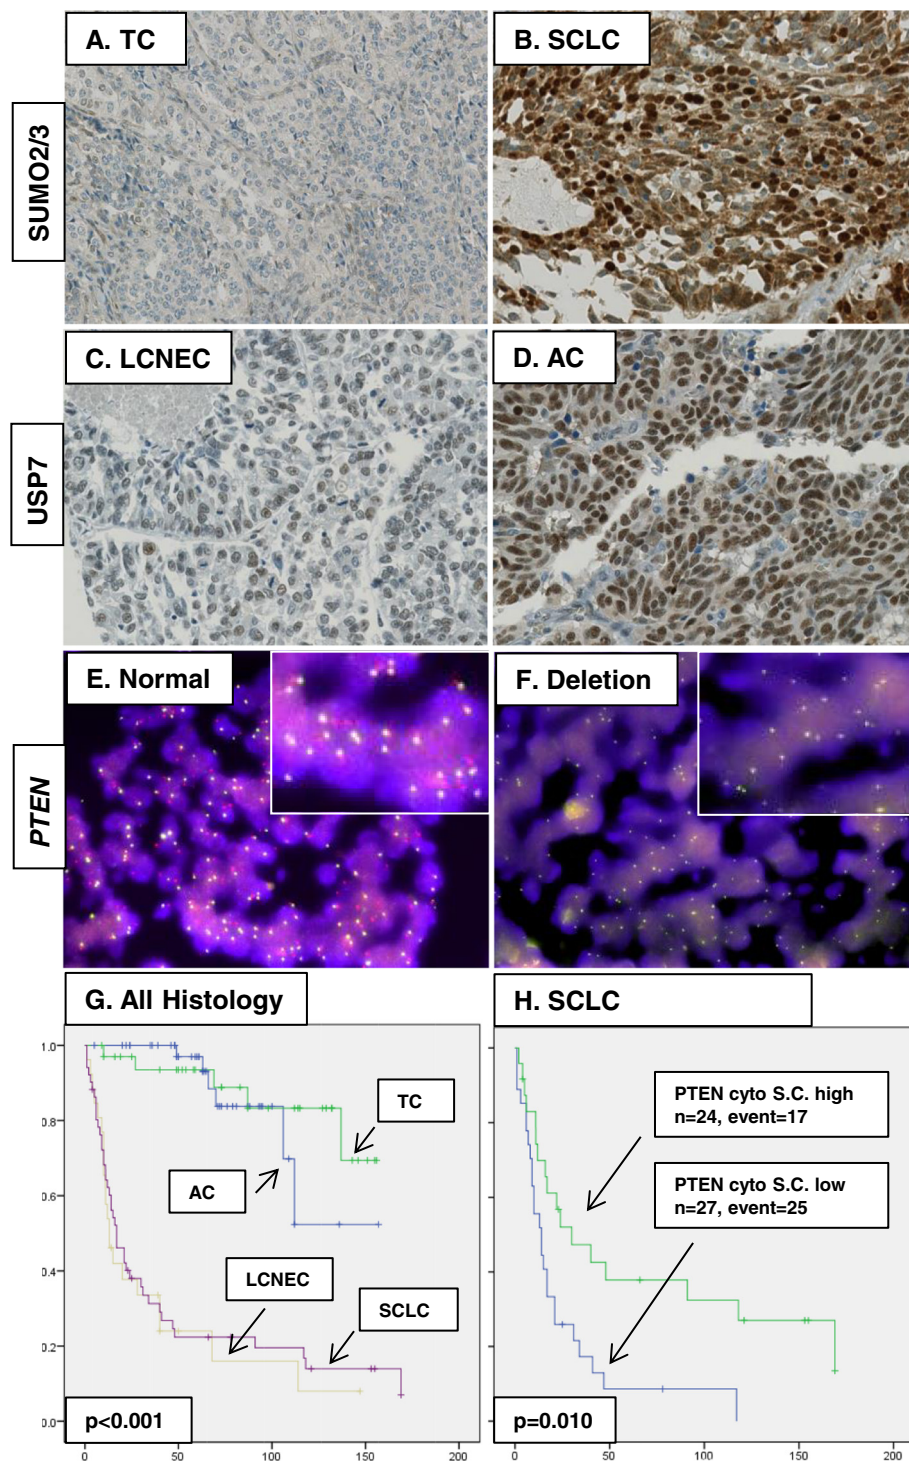 A. TC
B. SCLC
SUMO2/3
C. LCNEC
D. AC
USP7
E. Normal
F. Deletion
PTEN
G. All Histology
H. SCLC
1.0
0.8
0.6
0.4
0.2
0.0
TC
AC
LCNEC
SCLC
p<0.001
0
50
100
150
200
PTEN cyto S.C. high
n=24, event=17
PTEN cyto S.C. low
n=27, event=25
p=0.010
0
50
100
150
200